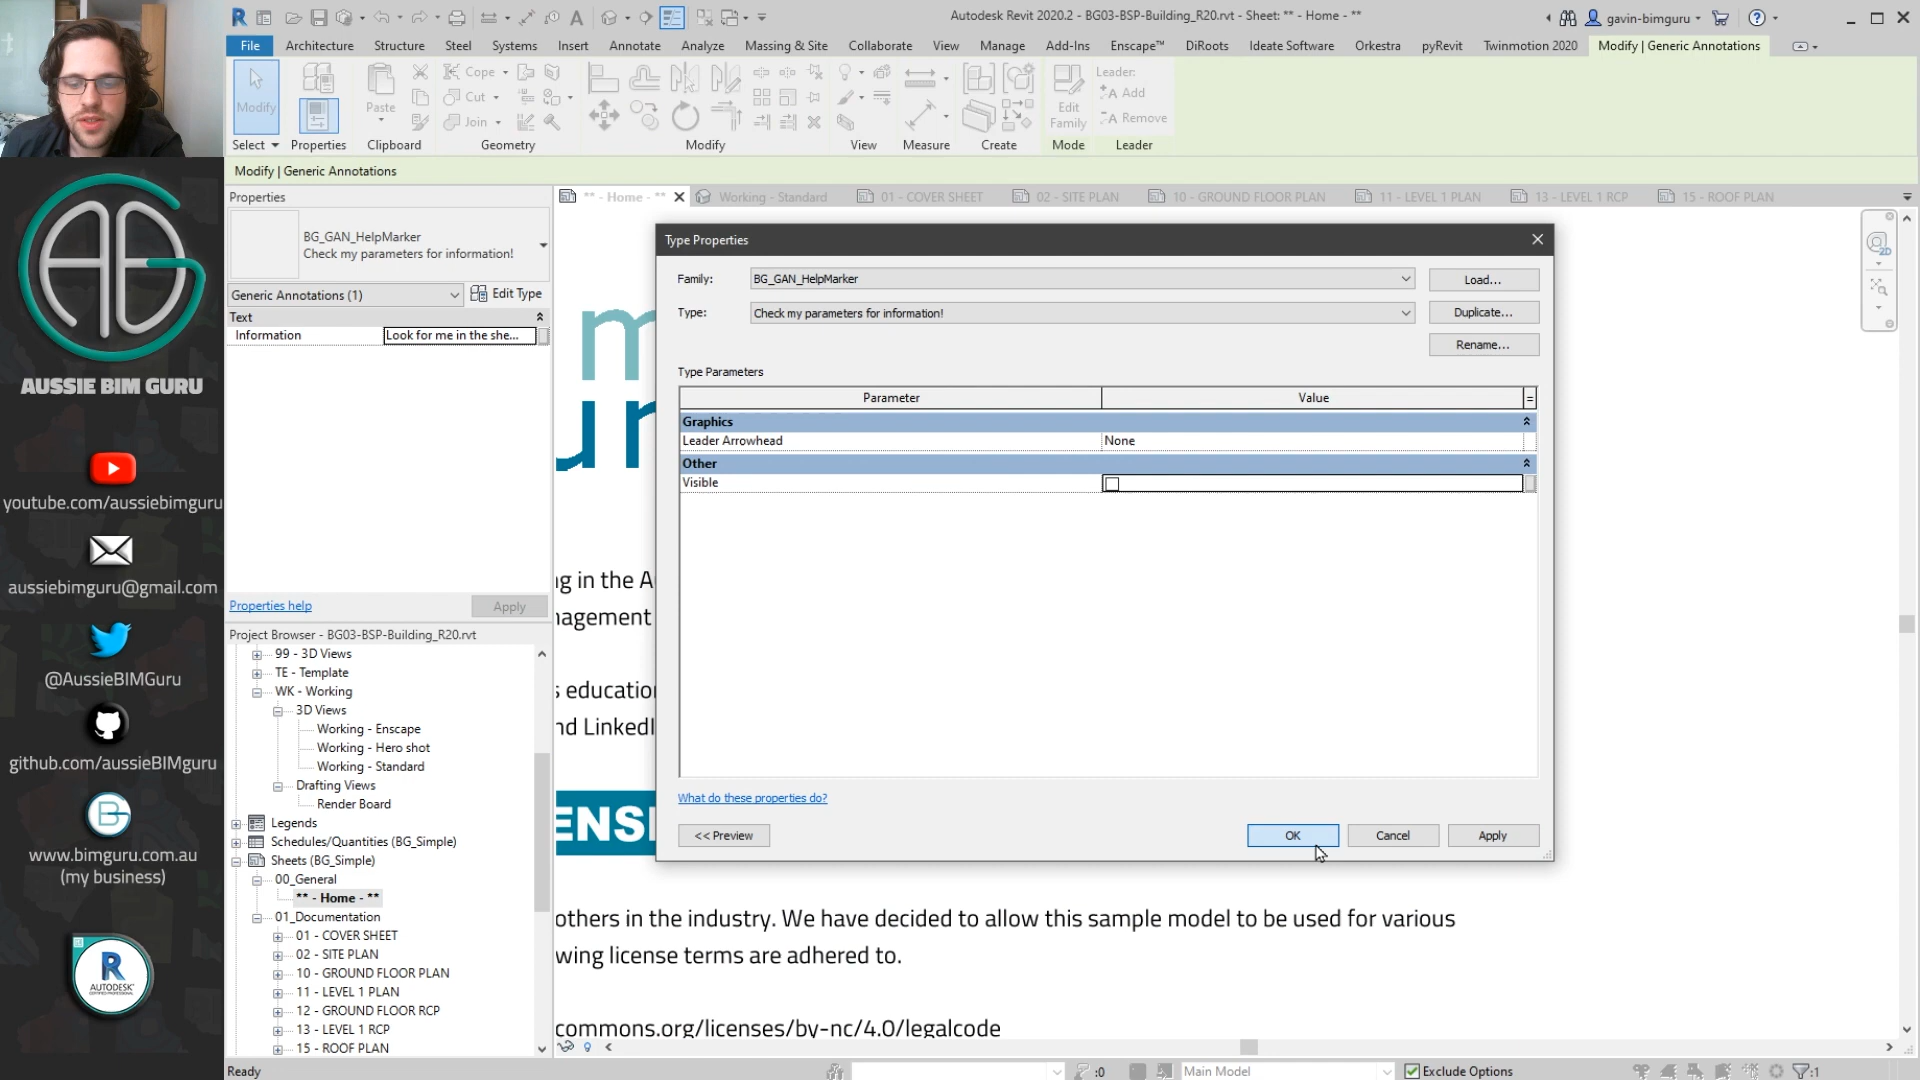 Autodesk Revit 2020.2 - BG03-BSP-Building_R20.rvt - Sheet: ** - Home - **
gavin-bimguru
File Architecture Structure Steel Systems Insert Annotate Analyze Massing & Site Collaborate View Manage Add-Ins Enscape™ DiRoots Ideate Software Orkestra pyRevit Twinmotion 2020 Modify | Generic Annotations
Modify
Paste
Cope
Cut
Join
Edit
Family
Leader:
Add
Remove
Select Properties Clipboard Geometry Modify View Measure Create Mode Leader
Modify | Generic Annotations
Properties
BG_GAN_HelpMarker
Check my parameters for information!
Generic Annotations (1)
Edit Type
Text
Information Look for me in the she...
Properties help
Apply
Project Browser - BG03-BSP-Building_R20.rvt
99 - 3D Views
TE - Template
WK - Working
3D Views
Working - Enscape
Working - Hero shot
Working - Standard
Drafting Views
Render Board
Legends
Schedules/Quantities (BG_Simple)
Sheets (BG_Simple)
00_General
** - Home - **
01_Documentation
01 - COVER SHEET
02 - SITE PLAN
10 - GROUND FLOOR PLAN
11 - LEVEL 1 PLAN
12 - GROUND FLOOR RCP
13 - LEVEL 1 RCP
15 - ROOF PLAN
** - Home - ** Working - Standard 01 - COVER SHEET 02 - SITE PLAN 10 - GROUND FLOOR PLAN 11 - LEVEL 1 PLAN 13 - LEVEL 1 RCP 15 - ROOF PLAN
2D
Type Properties
Family: BG_GAN_HelpMarker Load...
Type: Check my parameters for information! Duplicate...
Rename...
Type Parameters
Parameter Value =
Graphics
Leader Arrowhead None
Other
Visible
What do these properties do?
<< Preview OK Cancel Apply
ng in the A
nagement
s education
nd LinkedI
ENSI
others in the industry. We have decided to allow this sample model to be used for various
wing license terms are adhered to.
commons.org/licenses/by-nc/4.0/legalcode
Ready
:0
Main Model
Exclude Options
:1
AUSSIE BIM GURU
youtube.com/aussiebimguru
aussiebimguru@gmail.com
@AussieBIMGuru
github.com/aussieBIMguru
www.bimguru.com.au
(my business)
R
AUTODESK